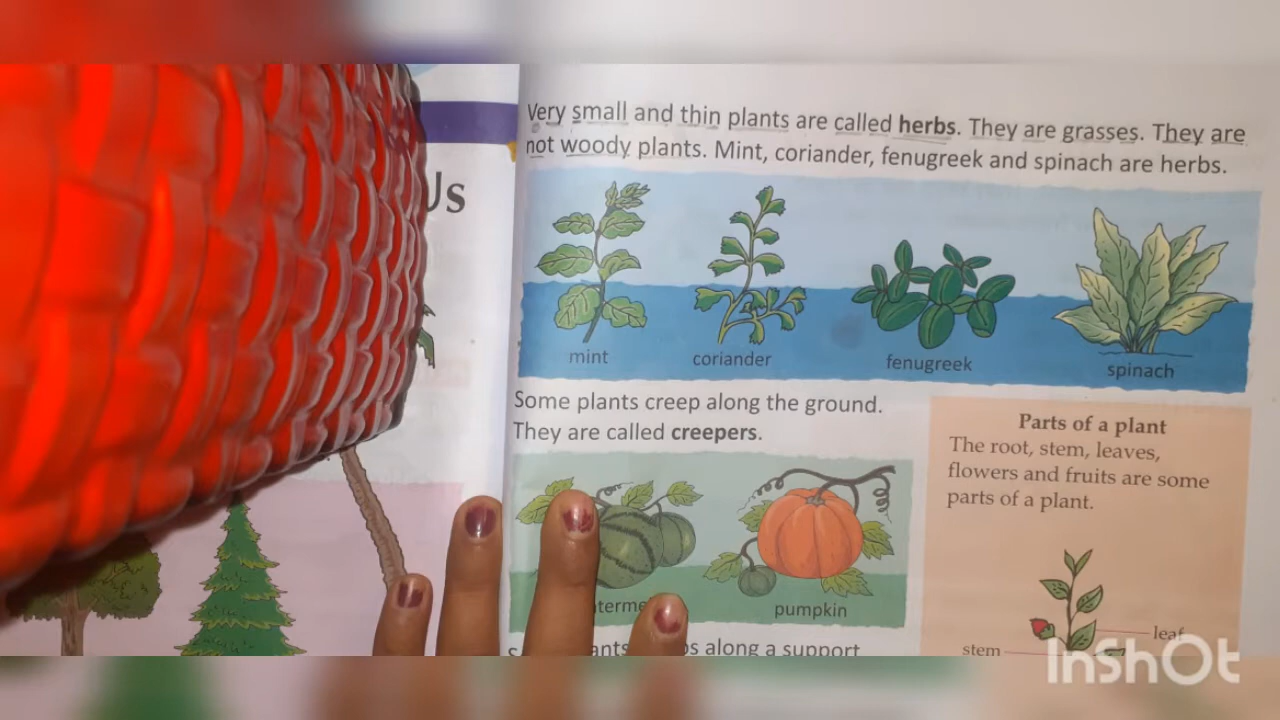 Us
Very small and thin plants are called herbs. They are grasses. They are
not woody plants. Mint, coriander, fenugreek and spinach are herbs.
mint
coriander
fenugreek
spinach
Some plants creep along the ground.
They are called creepers.
pumpkin
along a support
Parts of a plant
The root, stem, leaves,
flowers and fruits are some
parts of a plant.
leaf
stem
InShOt